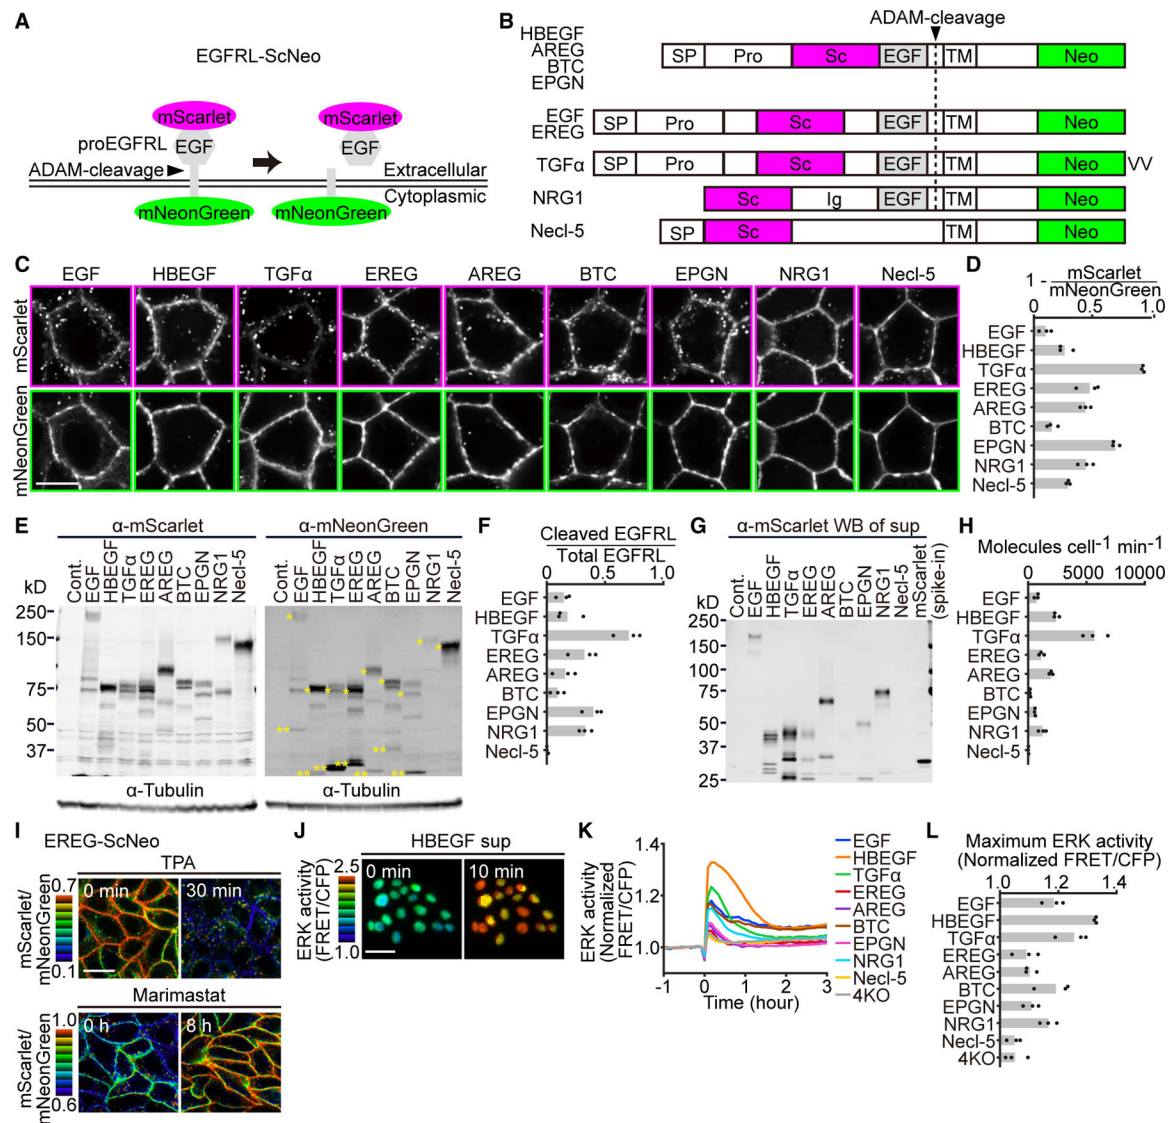 A
EGFRL-ScNeo
mScarlet
mScarlet
proEGFRL
EGF
EGF
ADAM-cleavage
Extracellular
Cytoplasmic
mNeonGreen
mNeonGreen
B
ADAM-cleavage
HBEGF
AREG
BTC
EPGN
SP Pro Sc EGF TM Neo
EGF
EREG
SP Pro Sc EGF TM Neo
TGFα SP Pro Sc EGF TM Neo VV
NRG1 Sc Ig EGF TM Neo
Necl-5 SP Sc TM Neo
C
EGF HBEGF TGFα EREG AREG BTC EPGN NRG1 Necl-5
mScarlet
mNeonGreen
D
1 - mScarlet
mNeonGreen
0 0.5 1.0
EGF
HBEGF
TGFα
EREG
AREG
BTC
EPGN
NRG1
Necl-5
E
α-mScarlet α-mNeonGreen
Cont. EGF HBEGF TGFα EREG AREG BTC EPGN NRG1 Necl-5
Cont. EGF HBEGF TGFα EREG AREG BTC EPGN NRG1 Necl-5
kD
250
150
75
50
37
* * * * * * * * *
** ** ** ** ** ** ** **
α-Tubulin α-Tubulin
F
Cleaved EGFRL
Total EGFRL
0 0.5 1.0
EGF
HBEGF
TGFα
EREG
AREG
BTC
EPGN
NRG1
Necl-5
G
α-mScarlet WB of sup
Cont. EGF HBEGF TGFα EREG AREG BTC EPGN NRG1 Necl-5 mScarlet (spike-in)
kD
250
150
100
75
50
37
25
H
Molecules cell-1 min-1
0 5000 10000
EGF
HBEGF
TGFα
EREG
AREG
BTC
EPGN
NRG1
Necl-5
I
EREG-ScNeo
TPA
mScarlet/
mNeonGreen
0.7
0.1
0 min 30 min
Marimastat
mScarlet/
mNeonGreen
1.0
0.6
0 h 8 h
J
HBEGF sup
ERK activity
(FRET/CFP)
2.5
1.0
0 min 10 min
K
ERK activity
(Normalized
FRET/CFP)
1.4
1.2
1.0
-1 0 1 2 3
Time (hour)
EGF
HBEGF
TGFα
EREG
AREG
BTC
EPGN
NRG1
Necl-5
4KO
L
Maximum ERK activity
(Normalized FRET/CFP)
1.0 1.2 1.4
EGF
HBEGF
TGFα
EREG
AREG
BTC
EPGN
NRG1
Necl-5
4KO